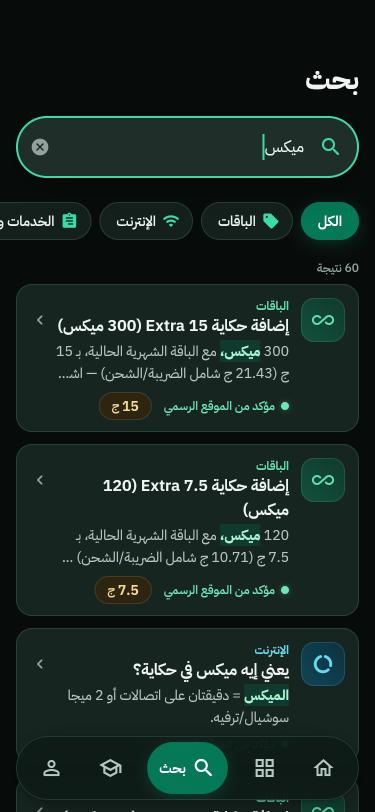 بحث
ميكس
الكل
الباقات
الإنترنت
الخدمات و
60 نتيجة
الباقات
إضافة حكاية Extra 15 (300 ميكس)
300 ميكس، مع الباقة الشهرية الحالية، بـ 15
ج (21.43 ج شامل الضريبة/الشحن) — اشـ...
مؤكد من الموقع الرسمي
15 ج
الباقات
إضافة حكاية Extra 7.5 (120
ميكس)
120 ميكس، مع الباقة الشهرية الحالية، بـ
7.5 ج (10.71 ج شامل الضريبة/الشحن) ...
مؤكد من الموقع الرسمي
7.5 ج
الإنترنت
يعني إيه ميكس في حكاية؟
الميكس = دقيقتان على اتصالات أو 2 ميجا
سوشيال/ترفيه.
بحث